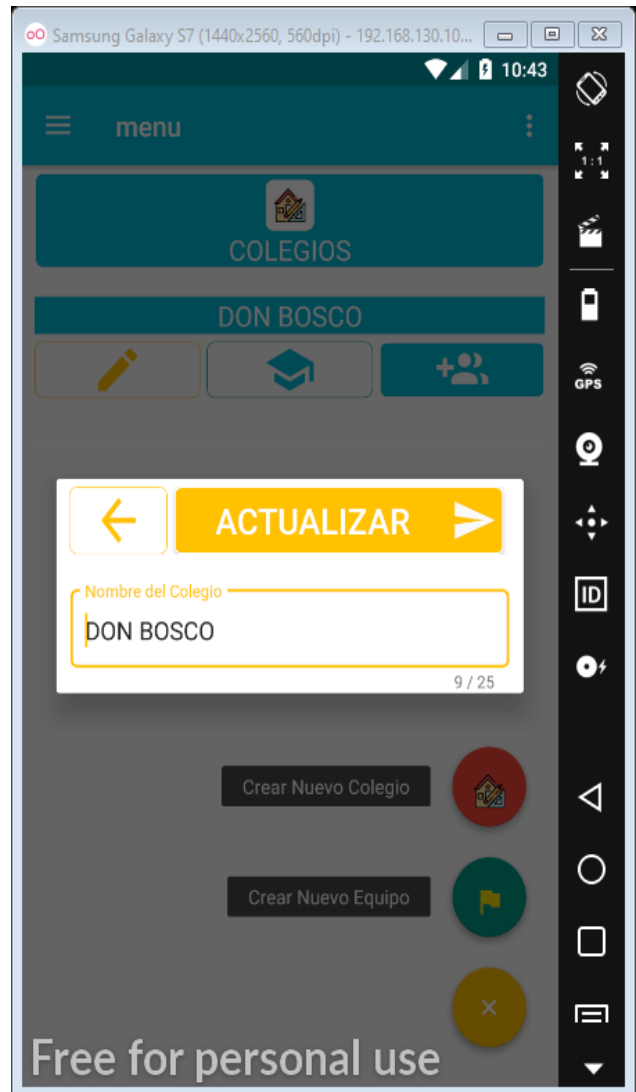 Samsung Galaxy S7 (1440x2560, 560dpi) - 192.168.130.10...
10:43
menu
1:1
COLEGIOS
DON BOSCO
GPS
ACTUALIZAR
Nombre del Colegio
DON BOSCO
9 / 25
ID
Crear Nuevo Colegio
Crear Nuevo Equipo
Free for personal use